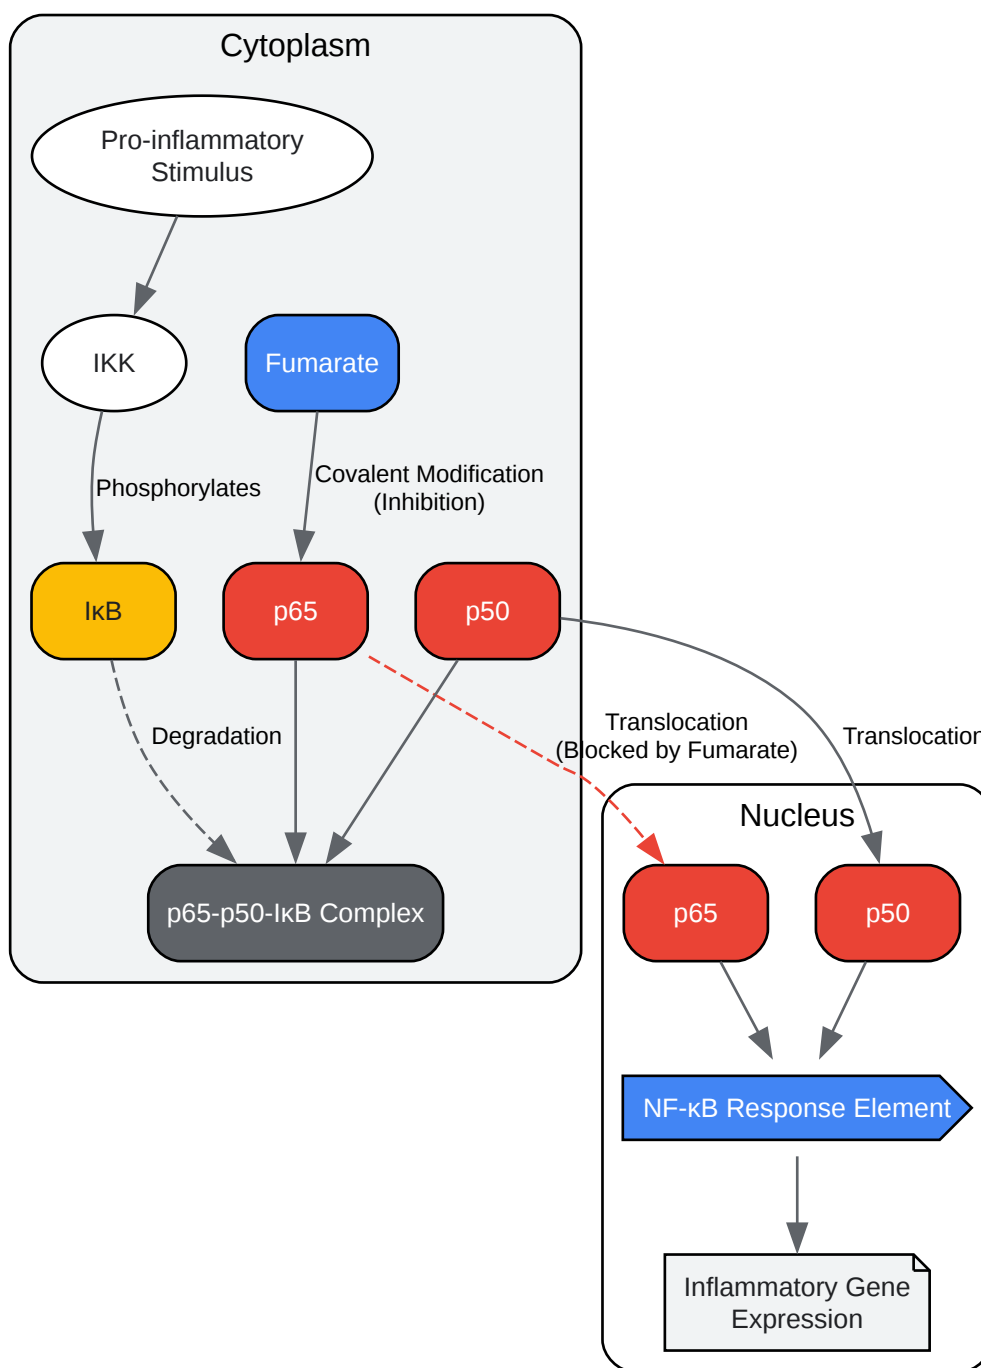 Cytoplasm
Pro-inflammatory
Stimulus
IKK
Fumarate
Phosphorylates
Covalent Modification
(Inhibition)
IκB
p65
p50
Degradation
Translocation
(Blocked by Fumarate)
Translocation
Nucleus
p65-p50-IκB Complex
p65
p50
NF-κB Response Element
Inflammatory Gene
Expression